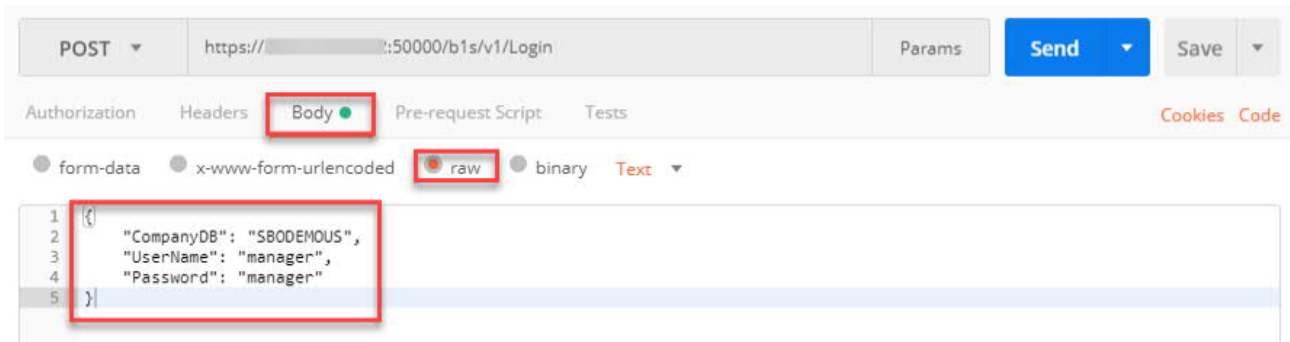 POST https:// :50000/b1s/v1/Login Params Send Save
Authorization Headers Body Pre-request Script Tests Cookies Code
form-data x-www-form-urlencoded raw binary Text
1 {
2 "CompanyDB": "SBODEMOUS",
3 "UserName": "manager",
4 "Password": "manager"
5 }